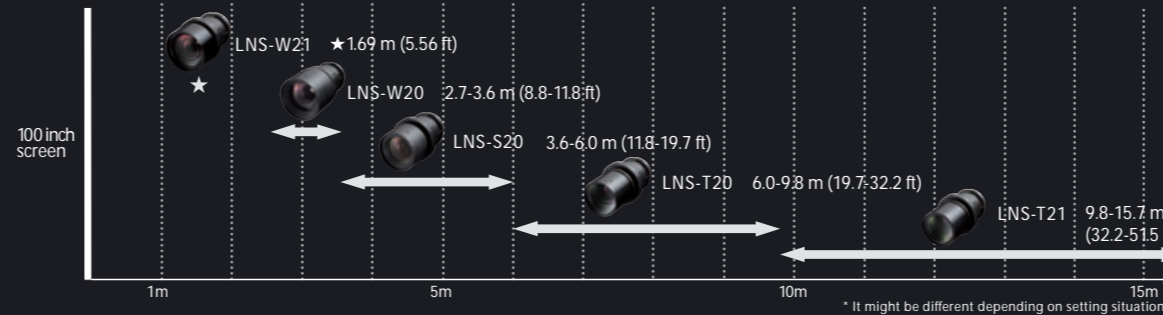 LNS-W21 ★1.69 m (5.56 ft)
★
LNS-W20 2.7-3.6 m (8.8-11.8 ft)
100 inch
screen
LNS-S20 3.6-6.0 m (11.8-19.7 ft)
LNS-T20 6.0-9.8 m (19.7-32.2 ft)
LNS-T21 9.8-15.7 m
(32.2-51.5
1m 5m 10m 15m
* It might be different depending on setting situation